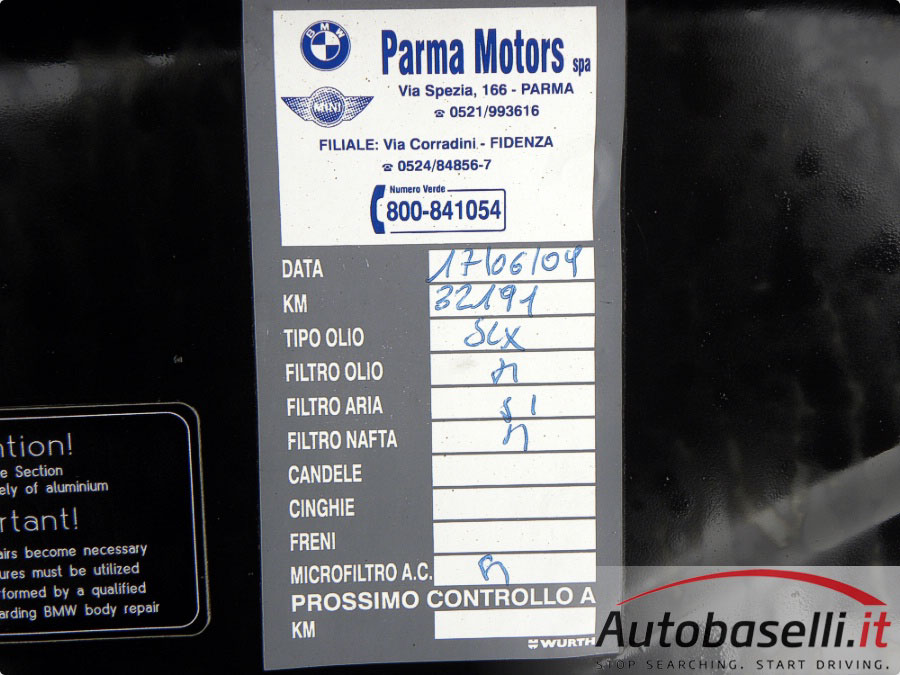 BMW
Parma Motors spa
MINI
Via Spezia, 166 - PARMA
☎ 0521/993616
FILIALE: Via Corradini - FIDENZA
☎ 0524/84856-7
Numero Verde
800-841054
DATA 17/06/09
KM 32191
TIPO OLIO SLX
FILTRO OLIO
FILTRO ARIA SI
FILTRO NAFTA
CANDELE
CINGHIE
FRENI
MICROFILTRO A.C.
PROSSIMO CONTROLLO A
KM
WÜRTH
ntion!
e Section
ely of aluminium
rtant!
airs become necessary
ures must be utilized
rformed by a qualified
arding BMW body repair
Autobaselli.it
STOP SEARCHING. START DRIVING.